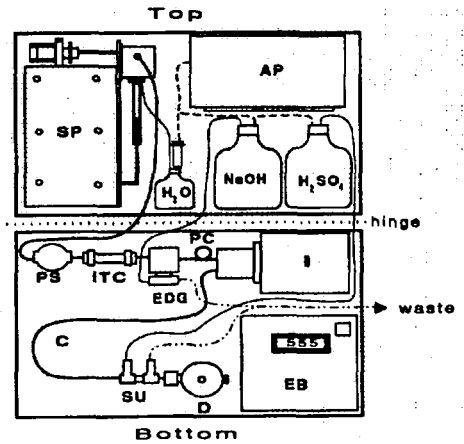 Top
AP
SP
H2O
NaOH
H2SO4
hinge
PS
ITC
EDG
PC
I
waste
C
SU
D
555
EB
Bottom